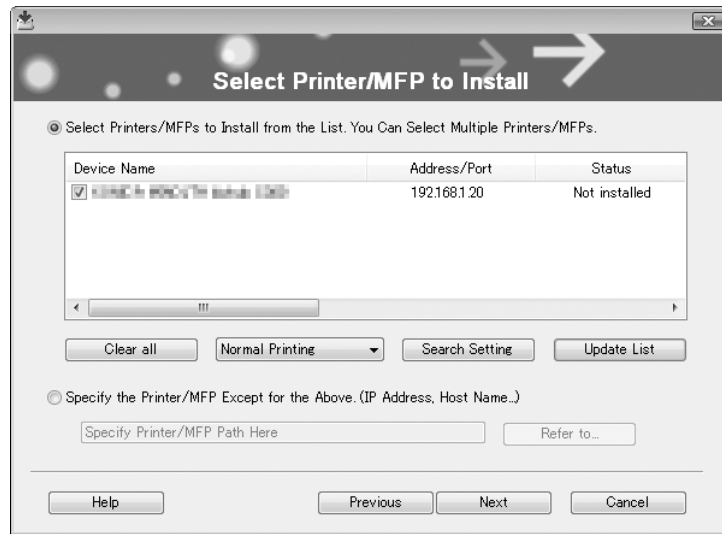 Select Printer/MFP to Install
Select Printers/MFPs to Install from the List. You Can Select Multiple Printers/MFPs.
Device Name Address/Port Status
192.168.1.20 Not installed
Clear all Normal Printing Search Setting Update List
Specify the Printer/MFP Except for the Above. (IP Address, Host Name...)
Specify Printer/MFP Path Here Refer to...
Help Previous Next Cancel